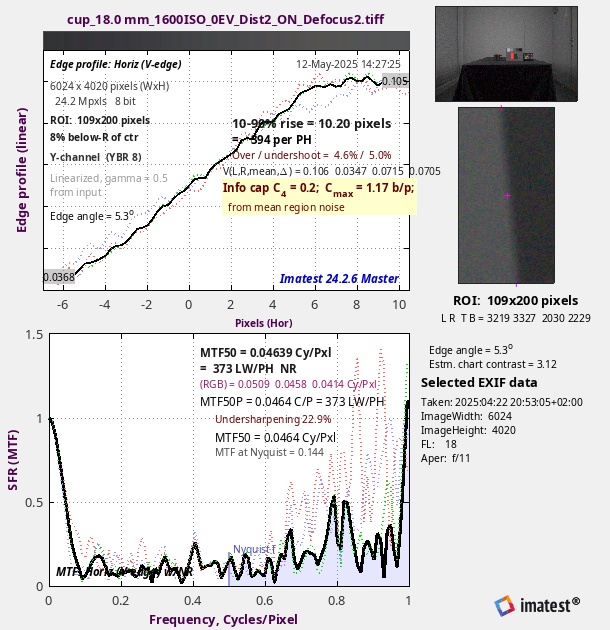 cup_18.0 mm_1600ISO_0EV_Dist2_ON_Defocus2.tiff
Edge profile: Horiz (V-edge)
12-May-2025 14:27:25
6024 x 4020 pixels (WxH)
24.2 Mpxls   8 bit
ROI:  109x200 pixels
8% below-R of ctr
Y-channel  (YBR 8)
Linearized, gamma = 0.5
from input
Edge angle = 5.3°
0.105
10-90% rise = 10.20 pixels
=  394 per PH
Over / undershoot =  4.6% /  5.0%
V(L,R,mean,△) = 0.106  0.0347  0.0715  0.0705
Info cap C4 = 0.2;  Cmax = 1.17 b/p;
from mean region noise
0.0368
Imatest 24.2.6 Master
Edge profile (linear)
-6 -4 -2 0 2 4 6 8 10
Pixels (Hor)
ROI:  109x200 pixels
L R  T B = 3219 3327  2030 2229
Edge angle = 5.3°
Estm. chart contrast = 3.12
Selected EXIF data
Taken: 2025:04:22 20:53:05+02:00
ImageWidth:  6024
ImageHeight:  4020
FL:   18
Aper:  f/11
1.5
1
0.5
0
SFR (MTF)
MTF50 = 0.04639 Cy/Pxl
=  373 LW/PH  NR
(RGB) = 0.0509  0.0458  0.0414 Cy/Pxl
MTF50P = 0.0464 C/P = 373 LW/PH
Undersharpening 22.9%
MTF50 = 0.0464 Cy/Pxl
MTF at Nyquist = 0.144
Nyquist f
MTF: Horiz (V-edge) w/NR
0 0.2 0.4 0.6 0.8 1
Frequency, Cycles/Pixel
imatest®